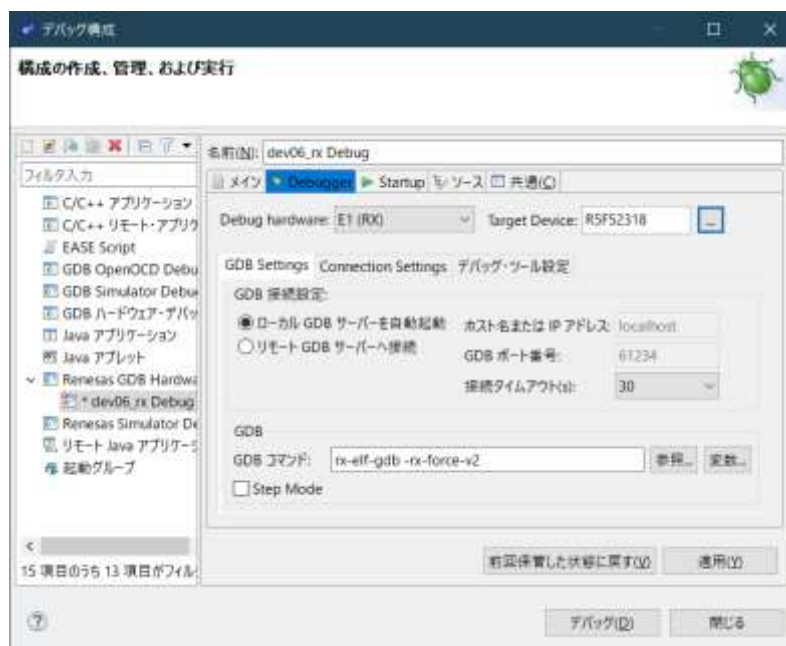 デバッグ構成
構成の作成、管理、および実行
名前(N): dev06_rx Debug
フィルタ入力
メイン Debugger Startup ソース 共通(C)
C/C++ アプリケーション
C/C++ リモート・アプリケ
EASE Script
GDB OpenOCD Debu
GDB Simulator Debu
GDB ハードウェア・デバッ
Java アプリケーション
Java アプレット
Renesas GDB Hardwa
* dev06_rx Debug
Renesas Simulator De
リモート Java アプリケーシ
起動グループ
15 項目のうち 13 項目がフィル
Debug hardware: E1 (RX) Target Device: R5F52318 ...
GDB Settings Connection Settings デバッグ・ツール設定
GDB 接続設定:
ローカル GDB サーバーを自動起動 ホスト名または IP アドレス: localhost
リモート GDB サーバーへ接続 GDB ポート番号: 61234
接続タイムアウト(s): 30
GDB
GDB コマンド: rx-elf-gdb -rx-force-v2 参照... 変数...
Step Mode
前回保管した状態に戻す(V) 適用(Y)
デバッグ(D) 閉じる